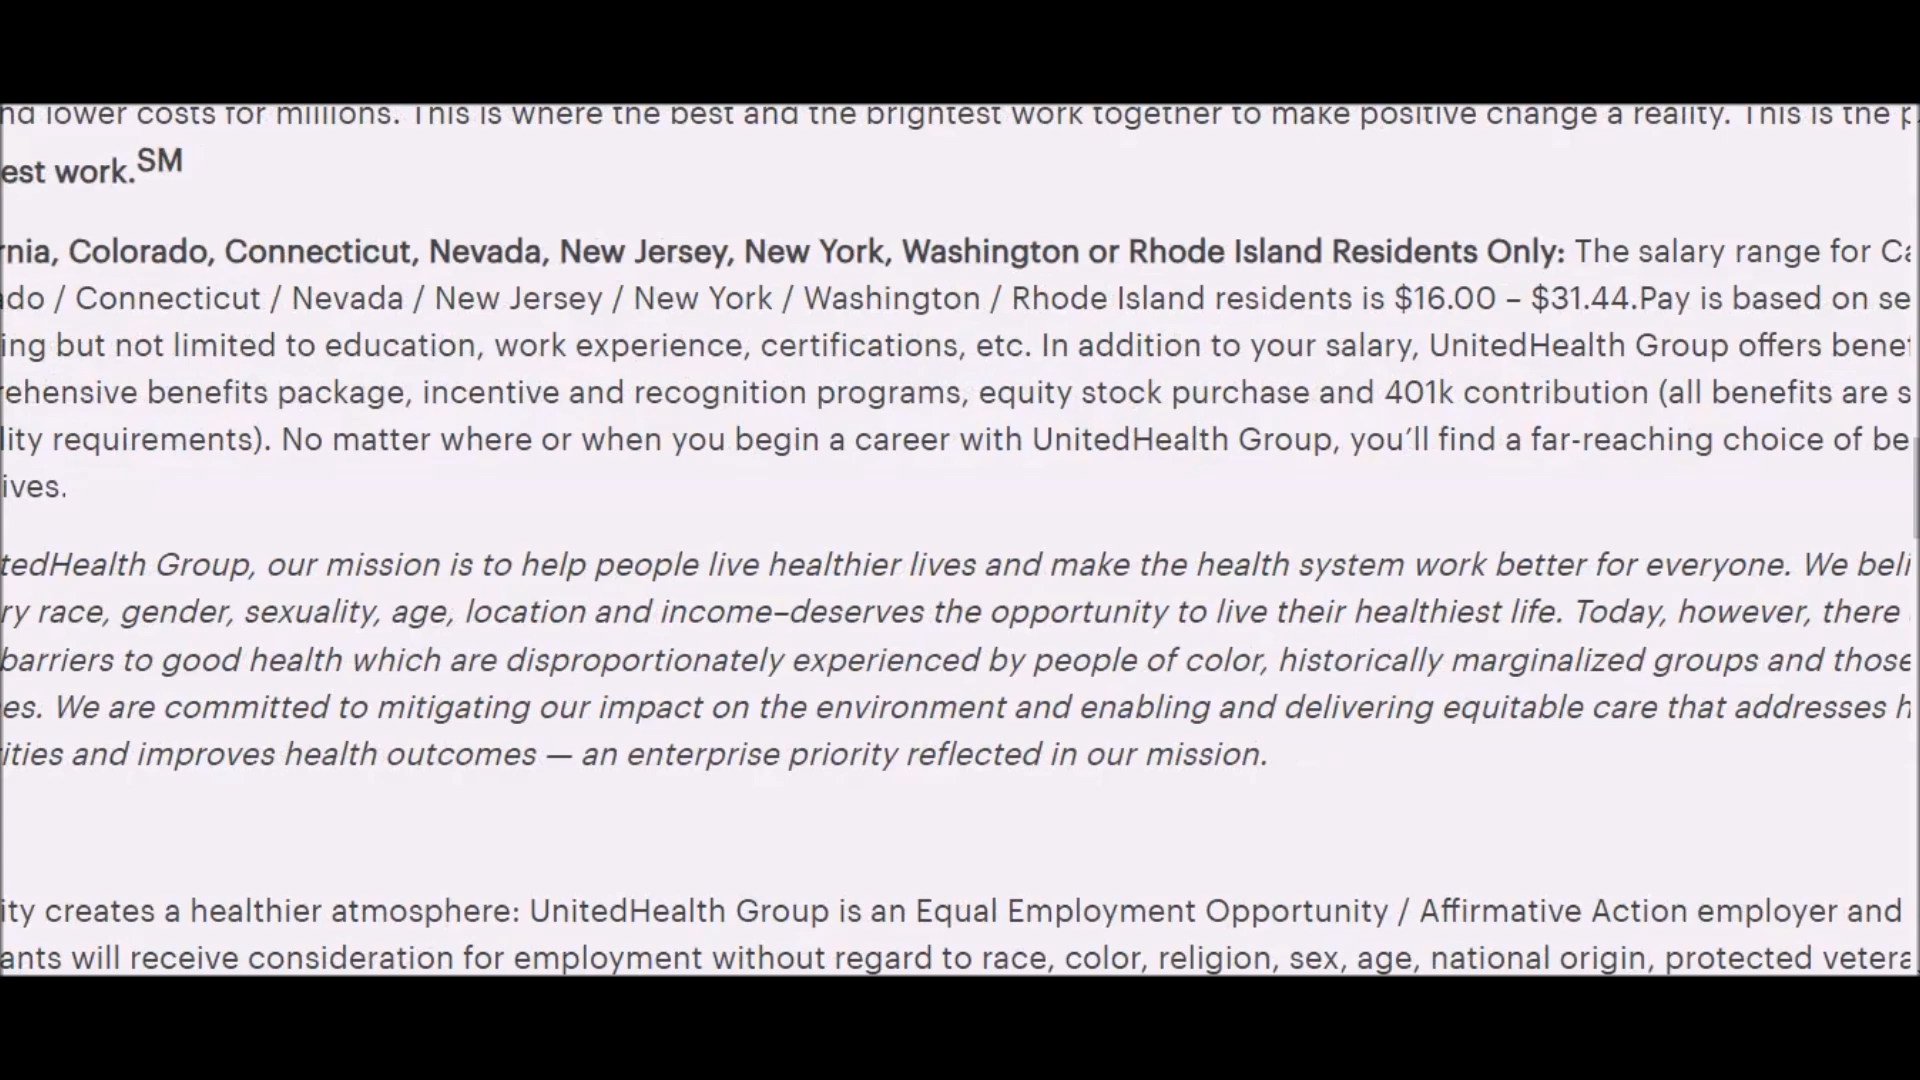 nd lower costs for millions. This is where the best and the brightest work together to make positive change a reality. This is the p
est work.SM
rnia, Colorado, Connecticut, Nevada, New Jersey, New York, Washington or Rhode Island Residents Only: The salary range for Ca
ado / Connecticut / Nevada / New Jersey / New York / Washington / Rhode Island residents is $16.00 – $31.44.Pay is based on se
ing but not limited to education, work experience, certifications, etc. In addition to your salary, UnitedHealth Group offers benef
rehensive benefits package, incentive and recognition programs, equity stock purchase and 401k contribution (all benefits are s
lity requirements). No matter where or when you begin a career with UnitedHealth Group, you’ll find a far-reaching choice of be
ives.
tedHealth Group, our mission is to help people live healthier lives and make the health system work better for everyone. We beli
ry race, gender, sexuality, age, location and income–deserves the opportunity to live their healthiest life. Today, however, there
barriers to good health which are disproportionately experienced by people of color, historically marginalized groups and those
es. We are committed to mitigating our impact on the environment and enabling and delivering equitable care that addresses h
ities and improves health outcomes — an enterprise priority reflected in our mission.
ity creates a healthier atmosphere: UnitedHealth Group is an Equal Employment Opportunity / Affirmative Action employer and
ants will receive consideration for employment without regard to race, color, religion, sex, age, national origin, protected vetera